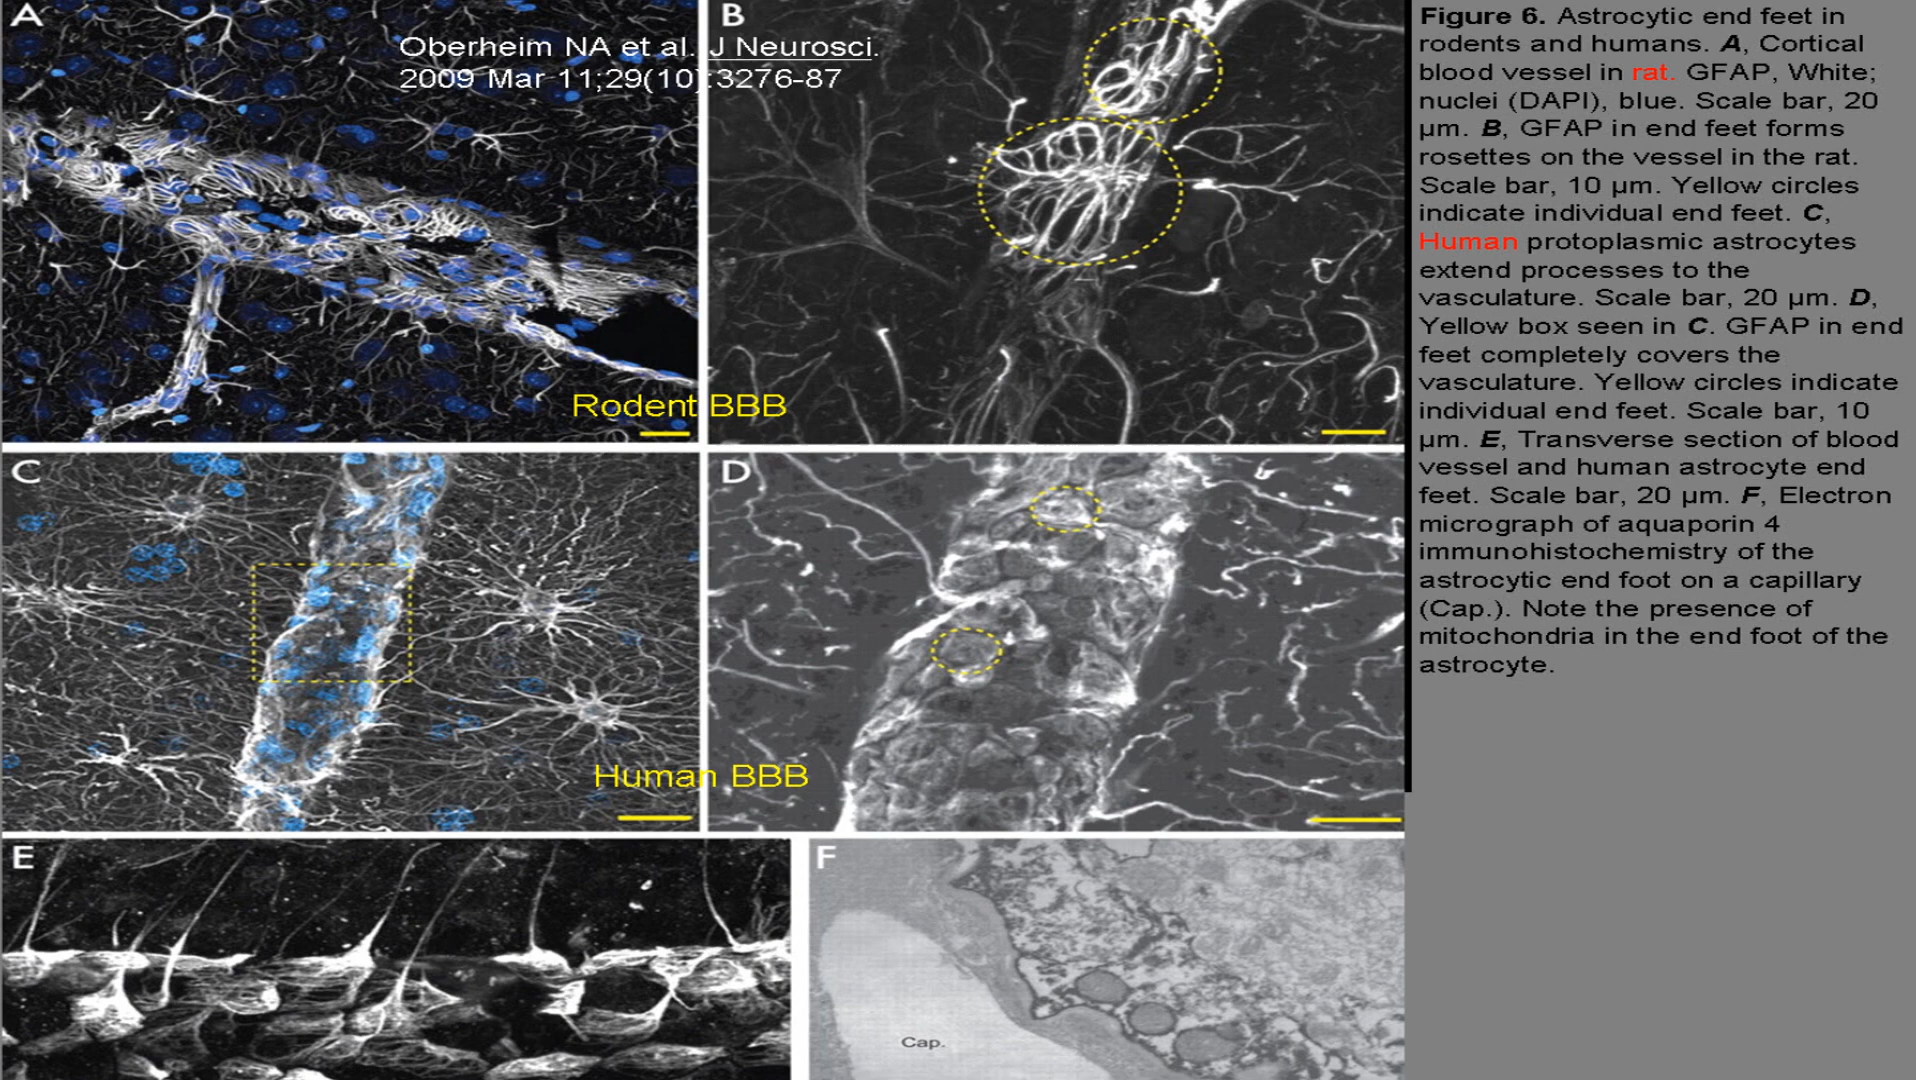 A
B
Oberheim NA et al. J Neurosci.
2009 Mar 11;29(10):3276-87
Rodent BBB
C
D
Human BBB
E
F
Cap.
Figure 6. Astrocytic end feet in
rodents and humans. A, Cortical
blood vessel in rat. GFAP, White;
nuclei (DAPI), blue. Scale bar, 20
μm. B, GFAP in end feet forms
rosettes on the vessel in the rat.
Scale bar, 10 μm. Yellow circles
indicate individual end feet. C,
Human protoplasmic astrocytes
extend processes to the
vasculature. Scale bar, 20 μm. D,
Yellow box seen in C. GFAP in end
feet completely covers the
vasculature. Yellow circles indicate
individual end feet. Scale bar, 10
μm. E, Transverse section of blood
vessel and human astrocyte end
feet. Scale bar, 20 μm. F, Electron
micrograph of aquaporin 4
immunohistochemistry of the
astrocytic end foot on a capillary
(Cap.). Note the presence of
mitochondria in the end foot of the
astrocyte.